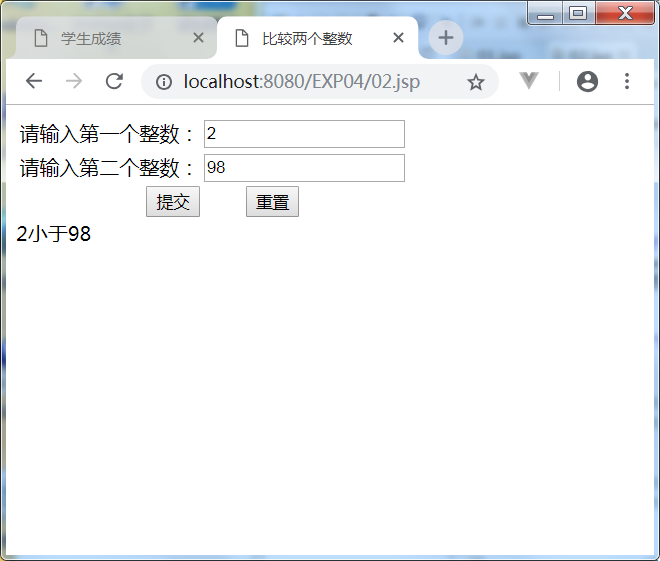 学生成绩
比较两个整数
localhost:8080/EXP04/02.jsp
请输入第一个整数： 2
请输入第二个整数： 98
提交 重置
2小于98